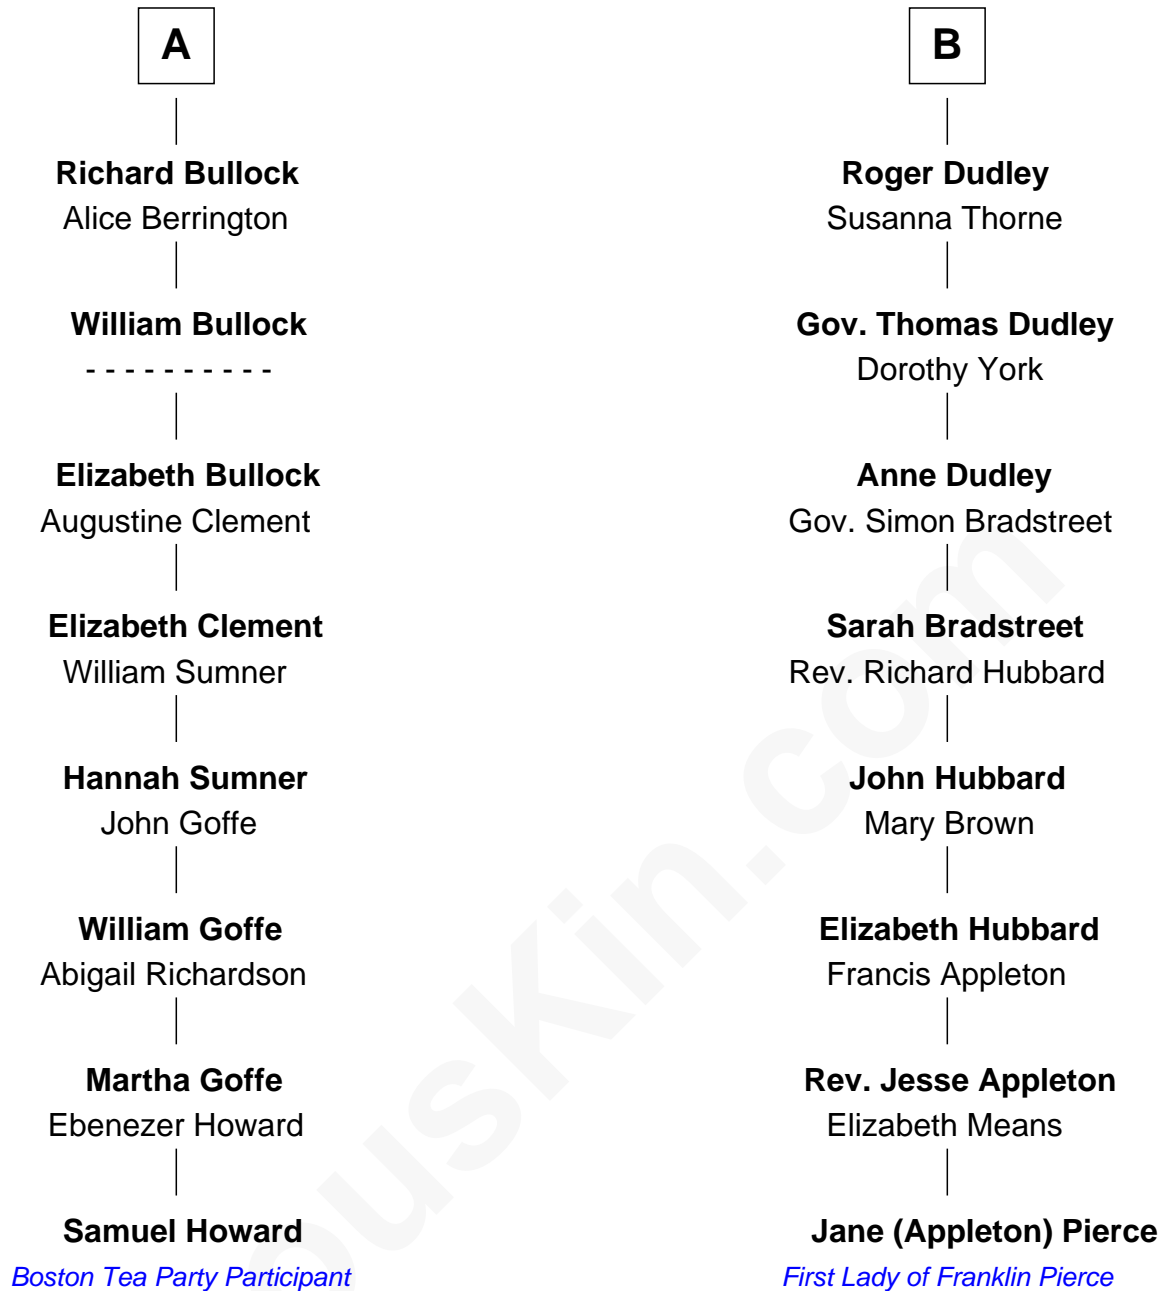 A
Richard Bullock
Alice Berrington
William Bullock
- - - - - - - - - -
Elizabeth Bullock
Augustine Clement
Elizabeth Clement
William Sumner
Hannah Sumner
John Goffe
William Goffe
Abigail Richardson
Martha Goffe
Ebenezer Howard
Samuel Howard
Boston Tea Party Participant
B
Roger Dudley
Susanna Thorne
Gov. Thomas Dudley
Dorothy York
Anne Dudley
Gov. Simon Bradstreet
Sarah Bradstreet
Rev. Richard Hubbard
John Hubbard
Mary Brown
Elizabeth Hubbard
Francis Appleton
Rev. Jesse Appleton
Elizabeth Means
Jane (Appleton) Pierce
First Lady of Franklin Pierce
ousKin.com